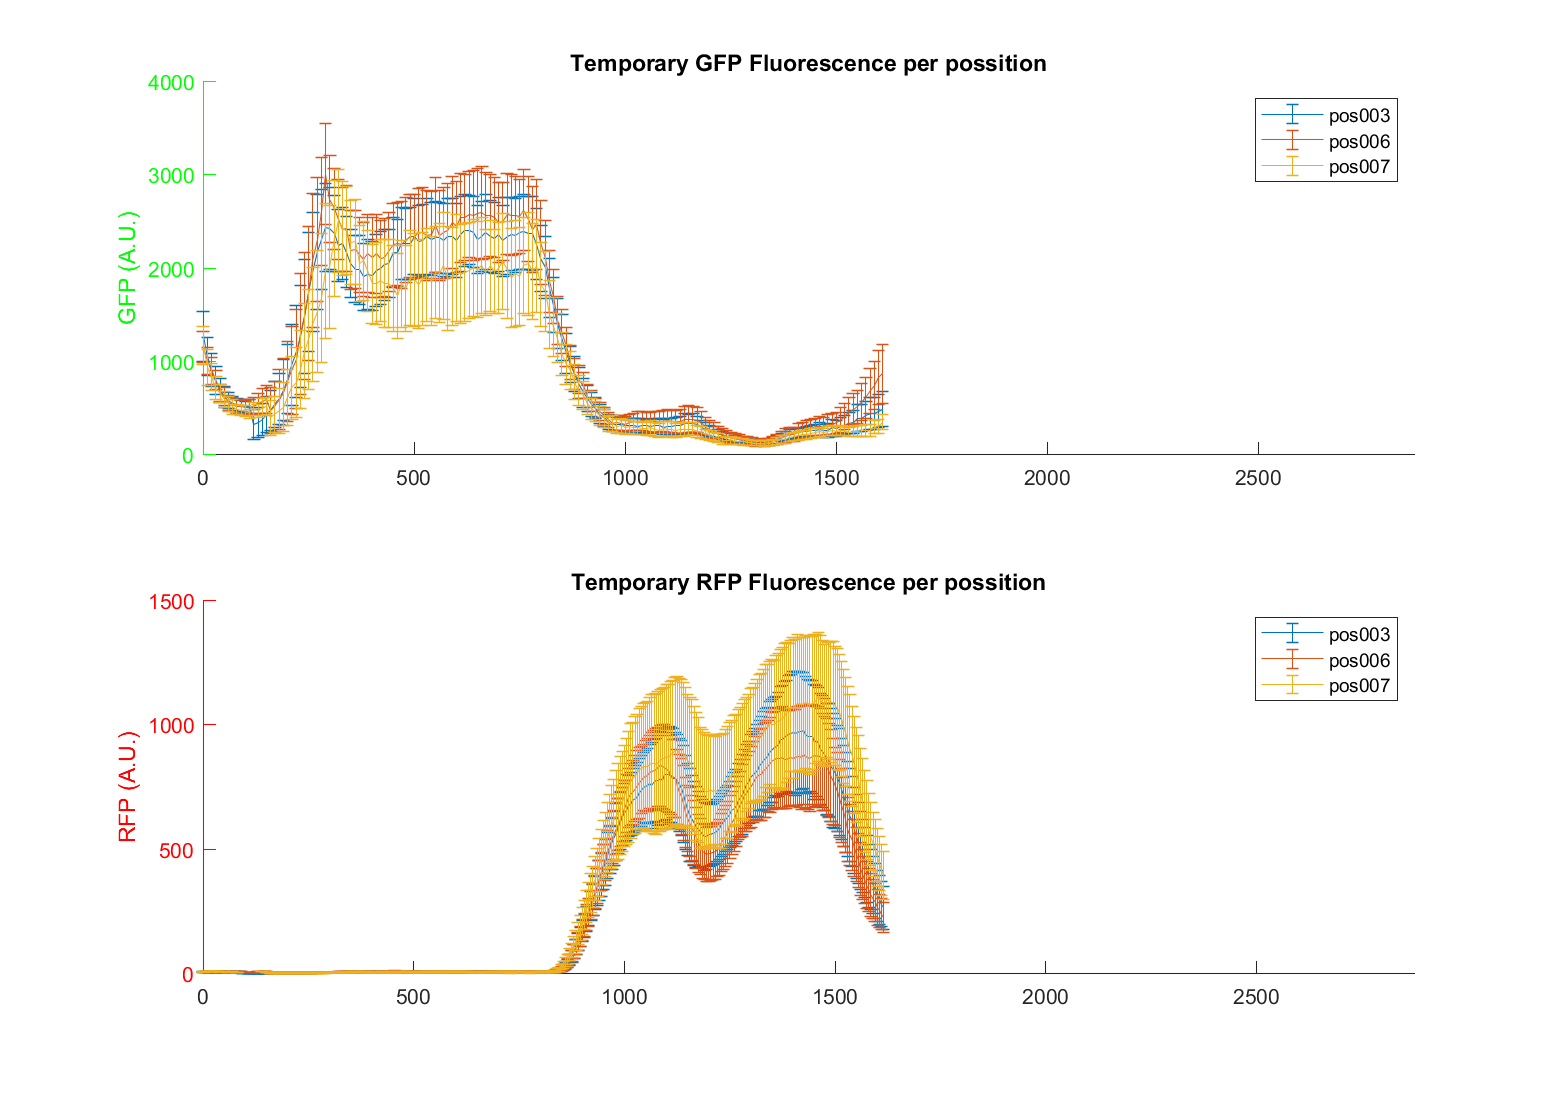 Temporary GFP Fluorescence per possition
4000
3000
2000
1000
0
GFP (A.U.)
0 500 1000 1500 2000 2500
pos003
pos006
pos007
Temporary RFP Fluorescence per possition
1500
1000
500
0
RFP (A.U.)
0 500 1000 1500 2000 2500
pos003
pos006
pos007